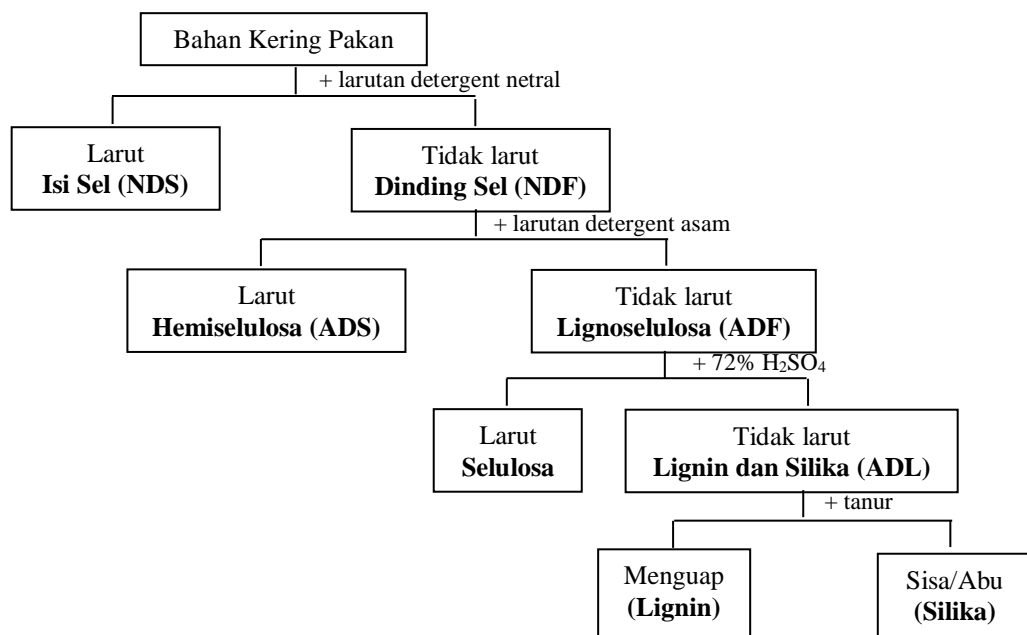 Bahan Kering Pakan
+ larutan detergent netral
Larut
Isi Sel (NDS)
Tidak larut
Dinding Sel (NDF)
+ larutan detergent asam
Larut
Hemiselulosa (ADS)
Tidak larut
Lignoselulosa (ADF)
+ 72% H₂SO₄
Larut
Selulosa
Tidak larut
Lignin dan Silika (ADL)
+ tanur
Menguap
(Lignin)
Sisa/Abu
(Silika)